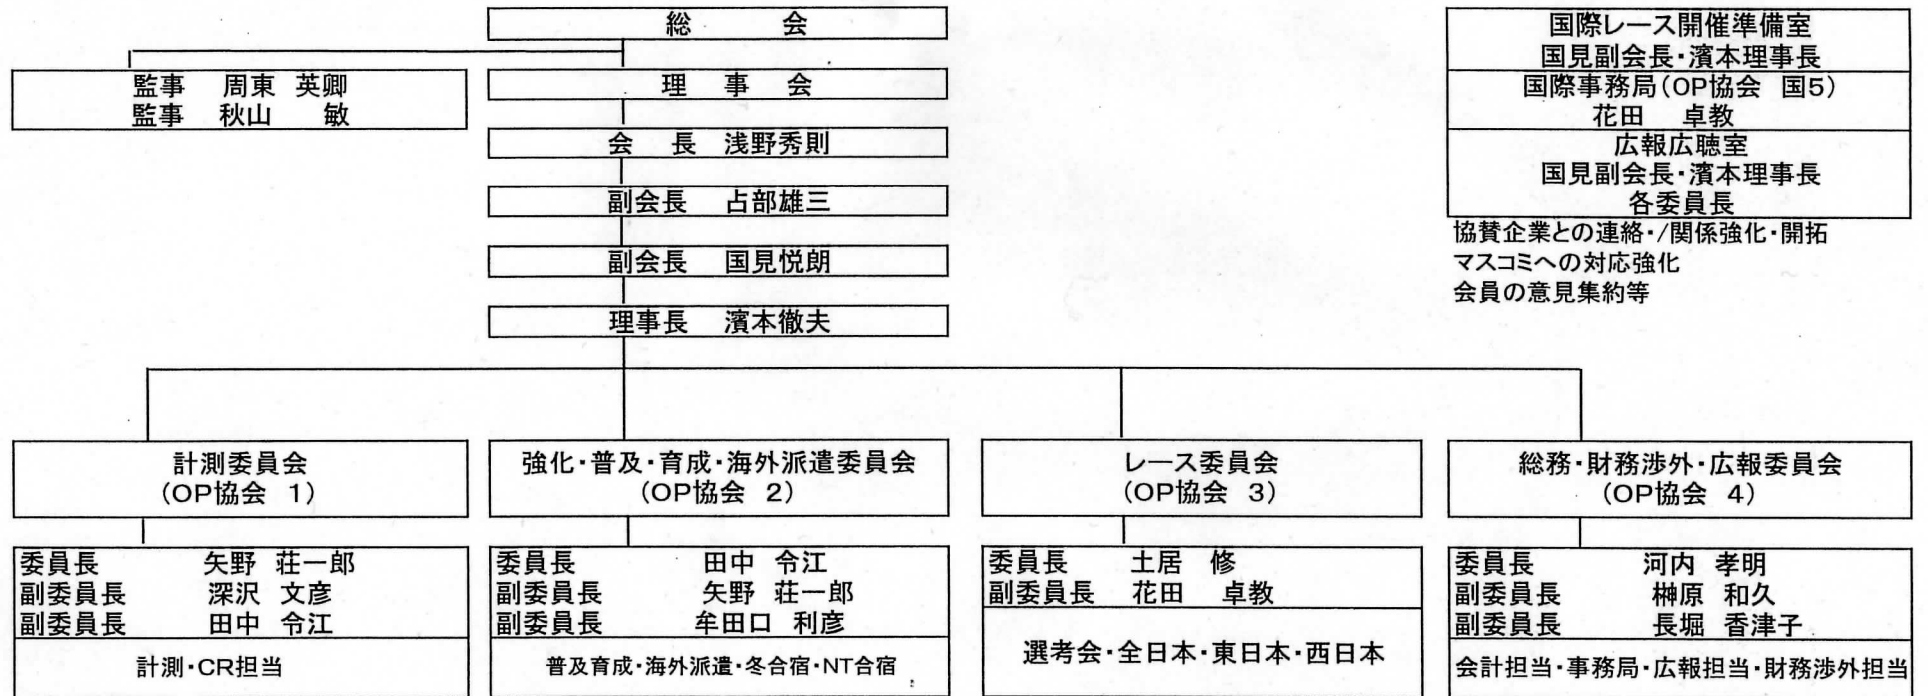 総 会
監事 周東 英卿
監事 秋山 敏
理 事 会
会 長 浅野秀則
副会長 占部雄三
副会長 国見悦朗
理事長 濱本徹夫
国際レース開催準備室
国見副会長・濱本理事長
国際事務局(OP協会 国5)
花田 卓教
広報広聴室
国見副会長・濱本理事長
各委員長
協賛企業との連絡・/関係強化・開拓
マスコミへの対応強化
会員の意見集約等
計測委員会
(OP協会 1)
委員長 矢野 荘一郎
副委員長 深沢 文彦
副委員長 田中 令江
計測・CR担当
強化・普及・育成・海外派遣委員会
(OP協会 2)
委員長 田中 令江
副委員長 矢野 荘一郎
副委員長 牟田口 利彦
普及育成・海外派遣・冬合宿・NT合宿
レース委員会
(OP協会 3)
委員長 土居 修
副委員長 花田 卓教
選考会・全日本・東日本・西日本
総務・財務渉外・広報委員会
(OP協会 4)
委員長 河内 孝明
副委員長 榊原 和久
副委員長 長堀 香津子
会計担当・事務局・広報担当・財務渉外担当